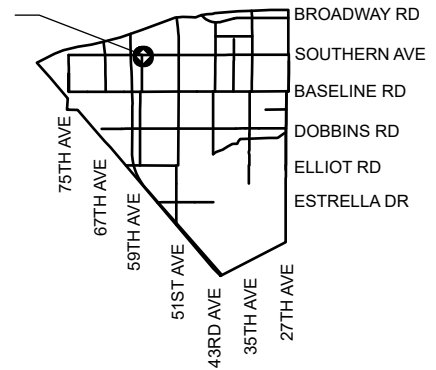 BROADWAY RD
SOUTHERN AVE
BASELINE RD
DOBBINS RD
ELLIOT RD
ESTRELLA DR
75TH AVE
67TH AVE
59TH AVE
51ST AVE
43RD AVE
35TH AVE
27TH AVE